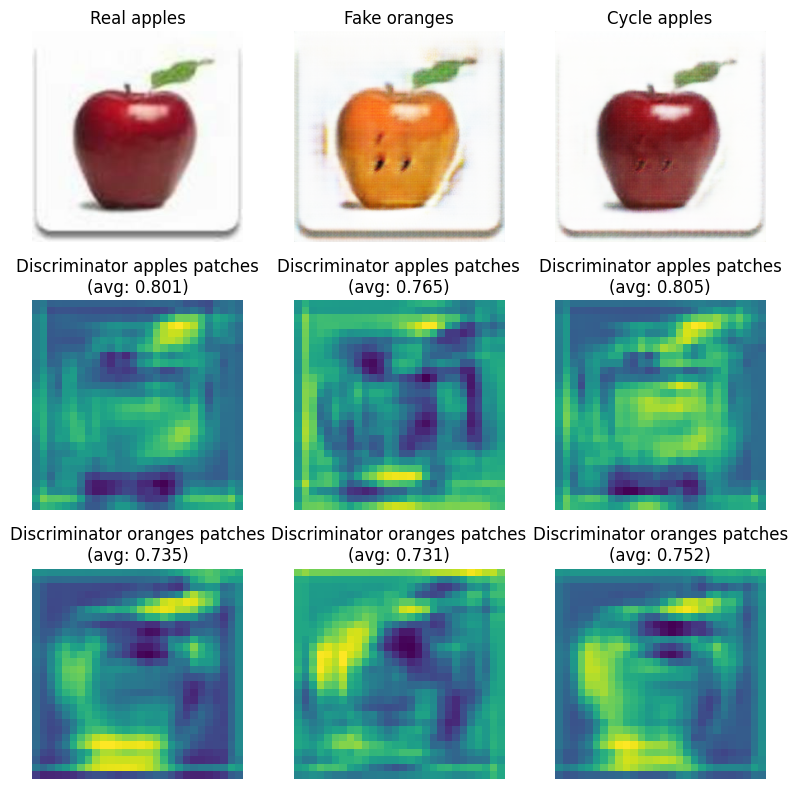 Real apples
Fake oranges
Cycle apples
Discriminator apples patches
(avg: 0.801)
Discriminator apples patches
(avg: 0.765)
Discriminator apples patches
(avg: 0.805)
Discriminator oranges patches
(avg: 0.735)
Discriminator oranges patches
(avg: 0.731)
Discriminator oranges patches
(avg: 0.752)